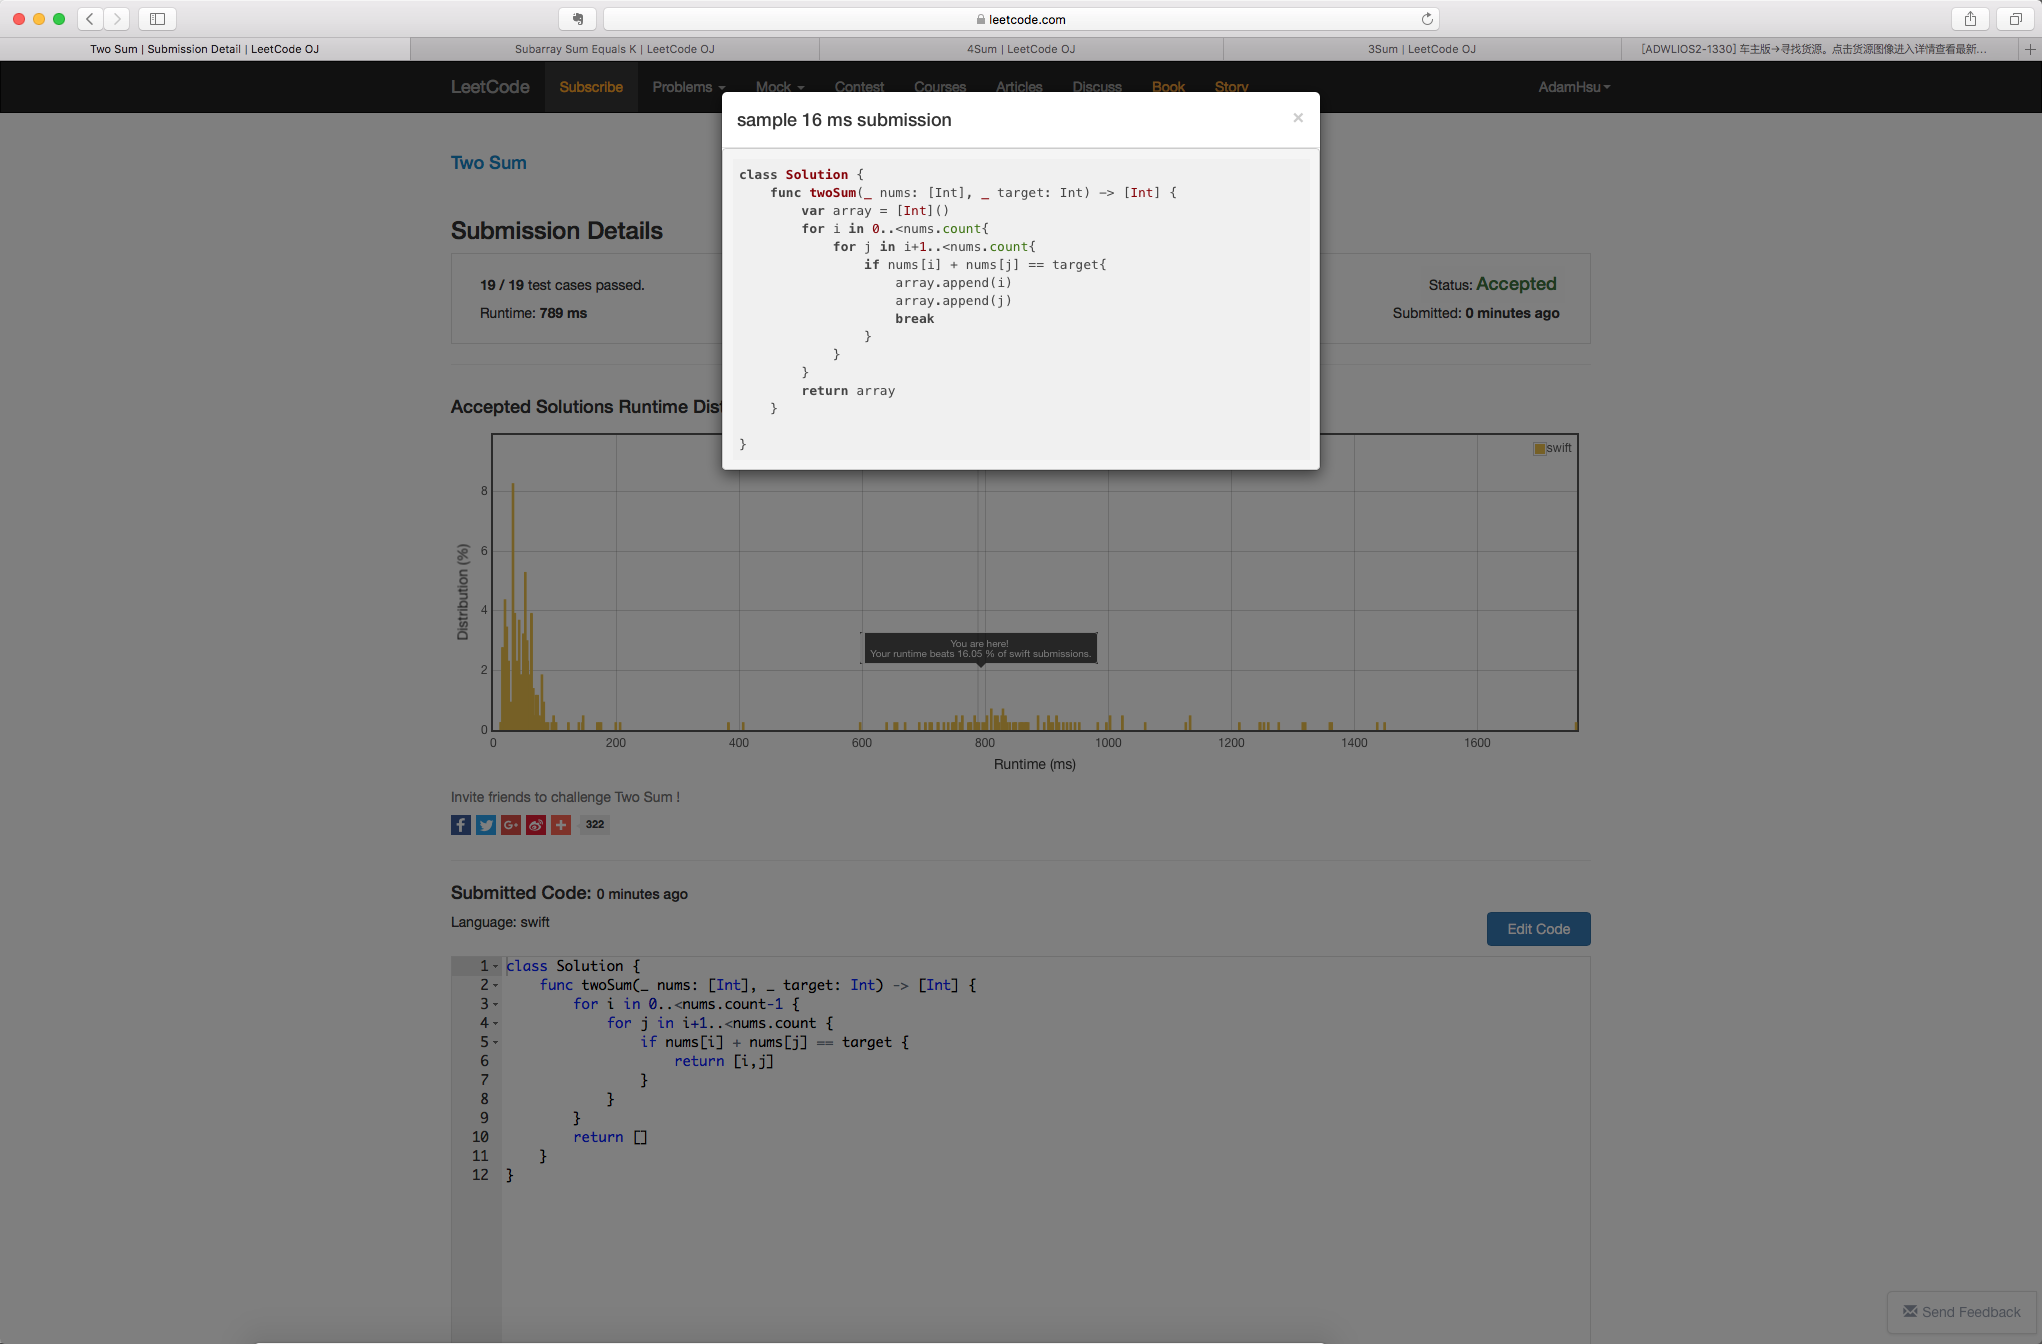 leetcode.com
Two Sum | Submission Detail | LeetCode OJ
Subarray Sum Equals K | LeetCode OJ
4Sum | LeetCode OJ
3Sum | LeetCode OJ
[ADWLIOS2-1330] 车主版→寻找货源。点击货源图像进入详情查看最新...
LeetCode
Subscribe
Problems
Mock
Contest
Courses
Articles
Discuss
Book
Story
AdamHsu
sample 16 ms submission
×
class Solution {
func twoSum(_ nums: [Int], _ target: Int) -> [Int] {
var array = [Int]()
for i in 0..<nums.count{
for j in i+1..<nums.count{
if nums[i] + nums[j] == target{
array.append(i)
array.append(j)
break
}
}
}
return array
}
}
Two Sum
Submission Details
19 / 19 test cases passed.
Status: Accepted
Runtime: 789 ms
Submitted: 0 minutes ago
Accepted Solutions Runtime Dis
swift
8
6
4
2
0
Distribution (%)
You are here!
Your runtime beats 16.05 % of swift submissions.
0
200
400
600
800
1000
1200
1400
1600
Runtime (ms)
Invite friends to challenge Two Sum !
322
Submitted Code: 0 minutes ago
Language: swift
Edit Code
1 class Solution {
2 func twoSum(_ nums: [Int], _ target: Int) -> [Int] {
3 for i in 0..<nums.count-1 {
4 for j in i+1..<nums.count {
5 if nums[i] + nums[j] == target {
6 return [i,j]
7 }
8 }
9 }
10 return []
11 }
12 }
Send Feedback